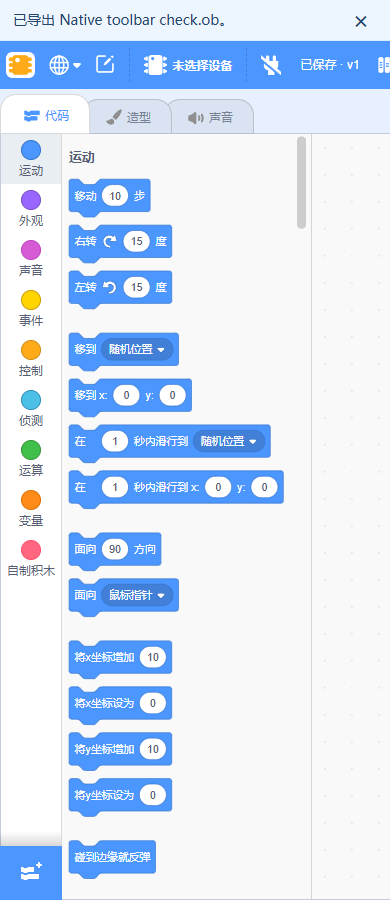 已导出 Native toolbar check.ob。
未选择设备
已保存 · v1
代码 造型 声音
运动
外观
声音
事件
控制
侦测
运算
变量
自制积木
运动
移动 10 步
右转 15 度
左转 15 度
移到 随机位置
移到 x: 0 y: 0
在 1 秒内滑行到 随机位置
在 1 秒内滑行到 x: 0 y: 0
面向 90 方向
面向 鼠标指针
将x坐标增加 10
将x坐标设为 0
将y坐标增加 10
将y坐标设为 0
碰到边缘就反弹